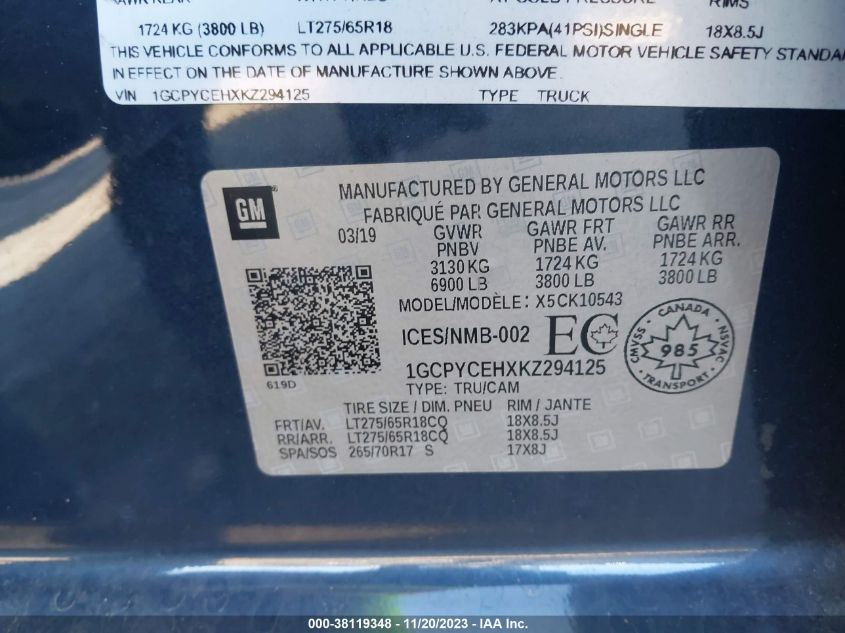 1724 KG (3800 LB) LT275/65R18 283KPA(41PSI)SINGLE 18X8.5J
THIS VEHICLE CONFORMS TO ALL APPLICABLE U.S. FEDERAL MOTOR VEHICLE SAFETY
IN EFFECT ON THE DATE OF MANUFACTURE SHOWN ABOVE.
VIN 1GCPYCEHXKZ294125 TYPE TRUCK
GM
MANUFACTURED BY GENERAL MOTORS LLC
FABRIQUÉ PAR GENERAL MOTORS LLC
03/19 GVWR GAWR FRT GAWR RR
PNBV PNBE AV. PNBE ARR.
3130 KG 1724 KG 1724 KG
6900 LB 3800 LB 3800 LB
MODEL/MODÈLE: X5CK10543
ICES/NMB-002 EC
CANADA
CMVSS 985 NSVAC
TRANSPORT
1GCPYCEHXKZ294125
619D
TYPE: TRU/CAM
TIRE SIZE / DIM. PNEU RIM / JANTE
FRT/AV. LT275/65R18CQ 18X8.5J
RR/ARR. LT275/65R18CQ 18X8.5J
SPA/SOS 265/70R17 S 17X8J
000-38119348 - 11/20/2023 - IAA Inc.